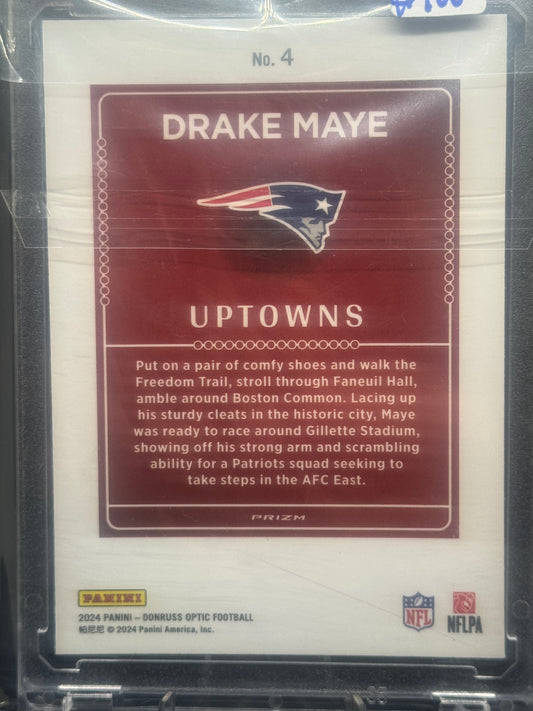 No. 4
DRAKE MAYE
UPTOWNS
Put on a pair of comfy shoes and walk the
Freedom Trail, stroll through Faneuil Hall,
amble around Boston Common. Lacing up
his sturdy cleats in the historic city, Maye
was ready to race around Gillette Stadium,
showing off his strong arm and scrambling
ability for a Patriots squad seeking to
take steps in the AFC East.
PRIZM
PANINI
2024 PANINI – DONRUSS OPTIC FOOTBALL
帕尼尼 © 2024 Panini America, Inc.
NFL
NFLPA